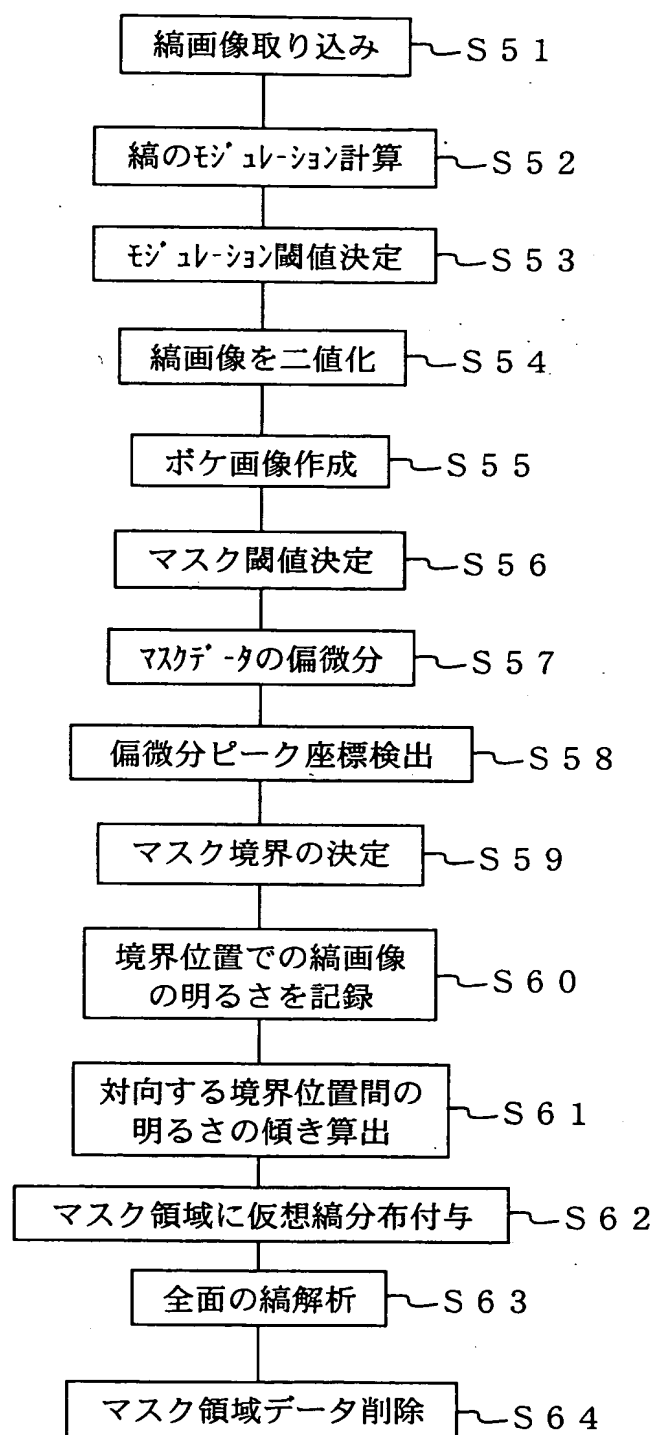 縞画像取り込み S51
縞のﾓｼﾞｭﾚｰｼｮﾝ計算 S52
ﾓｼﾞｭﾚｰｼｮﾝ閾値決定 S53
縞画像を二値化 S54
ボケ画像作成 S55
マスク閾値決定 S56
ﾏｽｸﾃﾞｰﾀの偏微分 S57
偏微分ピーク座標検出 S58
マスク境界の決定 S59
境界位置での縞画像
の明るさを記録 S60
対向する境界位置間の
明るさの傾き算出 S61
マスク領域に仮想縞分布付与 S62
全面の縞解析 S63
マスク領域データ削除 S64